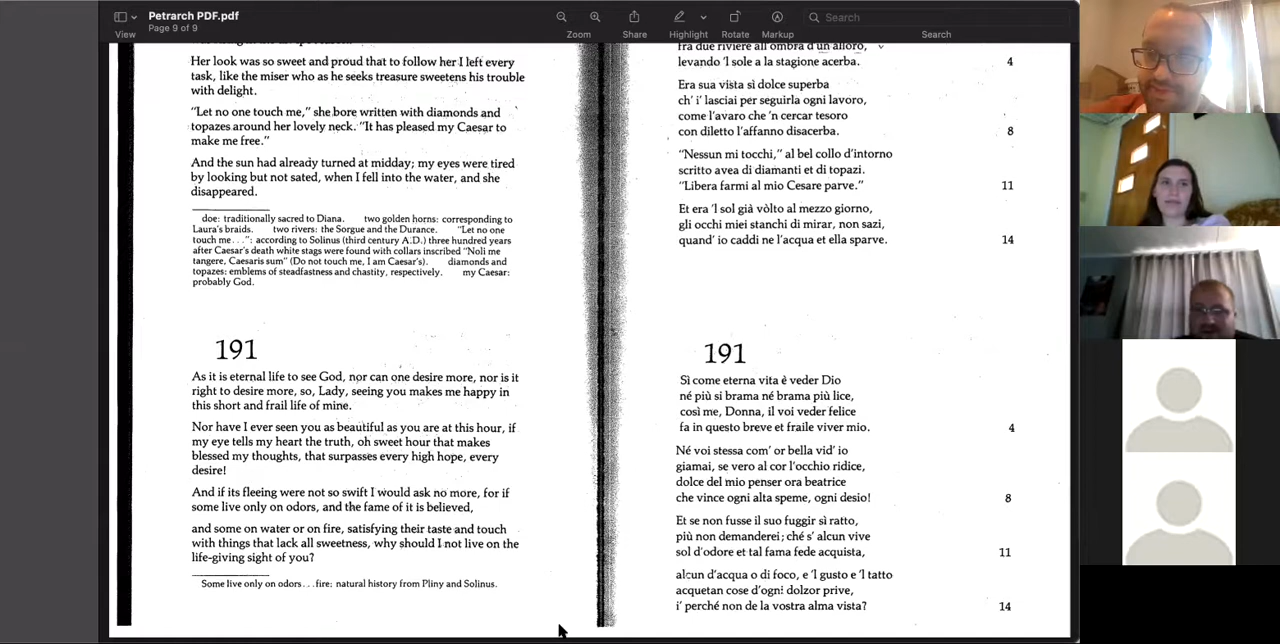 Petrarch PDF.pdf
Page 9 of 9
View
Zoom
Share
Highlight
Rotate
Markup
Search
Search
Her look was so sweet and proud that to follow her I left every
task, like the miser who as he seeks treasure sweetens his trouble
with delight.
“Let no one touch me,” she bore written with diamonds and
topazes around her lovely neck. “It has pleased my Caesar to
make me free.”
And the sun had already turned at midday; my eyes were tired
by looking but not sated, when I fell into the water, and she
disappeared.
doe: traditionally sacred to Diana. two golden horns: corresponding to
Laura's braids. two rivers: the Sorgue and the Durance. “Let no one
touch me...”: according to Solinus (third century A.D.) three hundred years
after Caesar's death white stags were found with collars inscribed “Noli me
tangere, Caesaris sum” (Do not touch me, I am Caesar's). diamonds and
topazes: emblems of steadfastness and chastity, respectively. my Caesar:
probably God.
191
As it is eternal life to see God, nor can one desire more, nor is it
right to desire more, so, Lady, seeing you makes me happy in
this short and frail life of mine.
Nor have I ever seen you as beautiful as you are at this hour, if
my eye tells my heart the truth, oh sweet hour that makes
blessed my thoughts, that surpasses every high hope, every
desire!
And if its fleeing were not so swift I would ask no more, for if
some live only on odors, and the fame of it is believed,
and some on water or on fire, satisfying their taste and touch
with things that lack all sweetness, why should I not live on the
life-giving sight of you?
Some live only on odors...fire: natural history from Pliny and Solinus.
fra due riviere all'ombra d'un alloro,
levando 'l sole a la stagione acerba. 4
Era sua vista sì dolce superba
ch' i' lasciai per seguirla ogni lavoro,
come l'avaro che 'n cercar tesoro
con diletto l'affanno disacerba. 8
“Nessun mi tocchi,” al bel collo d'intorno
scritto avea di diamanti et di topazi.
“Libera farmi al mio Cesare parve.” 11
Et era 'l sol già vòlto al mezzo giorno,
gli occhi miei stanchi di mirar, non sazi,
quand' io caddi ne l'acqua et ella sparve. 14
191
Sì come eterna vita è veder Dio
né più si brama né brama più lice,
così me, Donna, il voi veder felice
fa in questo breve et fraile viver mio. 4
Né voi stessa com' or bella vid' io
giamai, se vero al cor l'occhio ridice,
dolce del mio penser ora beatrice
che vince ogni alta speme, ogni desio! 8
Et se non fusse il suo fuggir sì ratto,
più non demanderei; ché s' alcun vive
sol d'odore et tal fama fede acquista, 11
alcun d'acqua o di foco, e 'l gusto e 'l tatto
acquetan cose d'ogni dolzor prive,
i' perché non de la vostra alma vista? 14